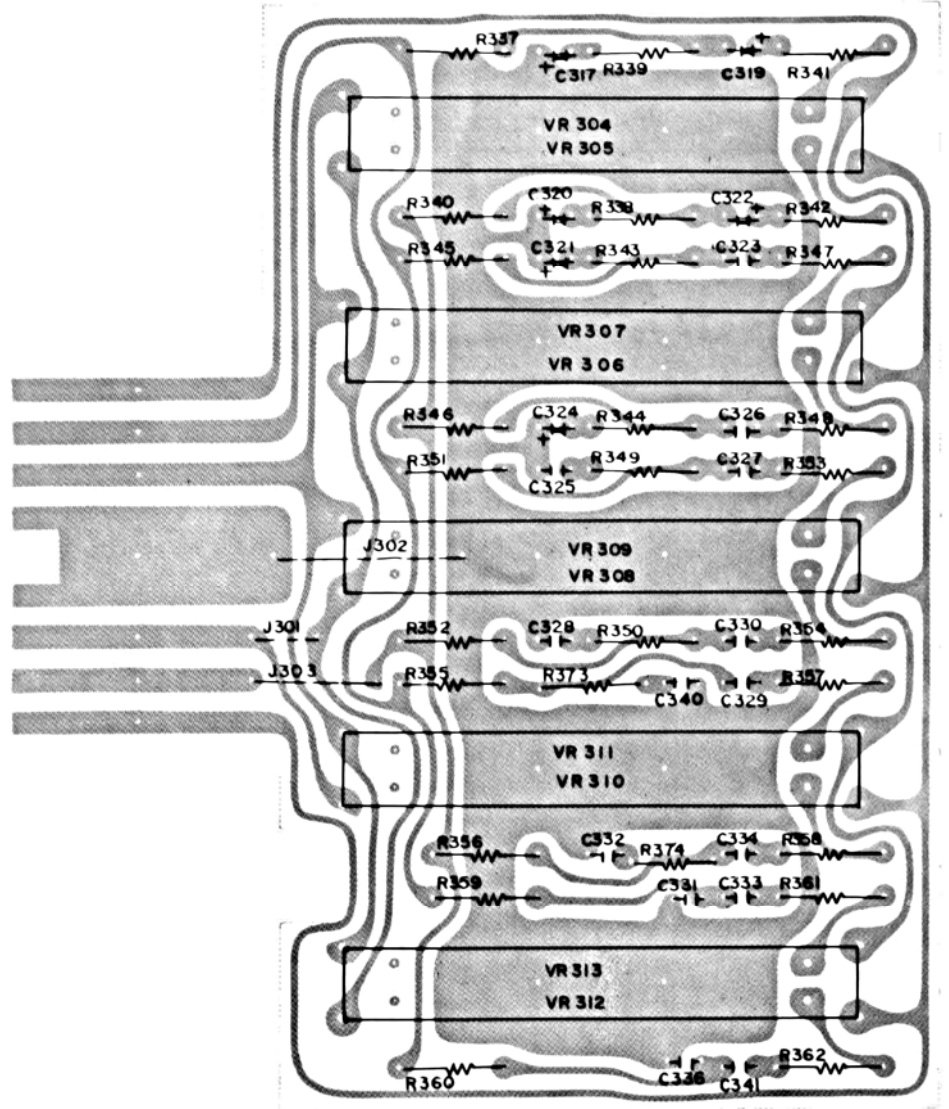 R337 C317 R339 C319 R341
VR 304
VR 305
R340 C320 R338 C322 R342
R345 C321 R343 C323 R347
VR307
VR 306
R346 C324 R344 C326 R348
R351 C325 R349 C327 R353
J302 VR 309
VR 308
J301 R352 C328 R350 C330 R354
J303 R355 R373 C340 C329 R357
VR 311
VR 310
R356 C332 R374 C334 R358
R359 C331 C333 R361
VR 313
VR 312
R360 C336 C341 R362